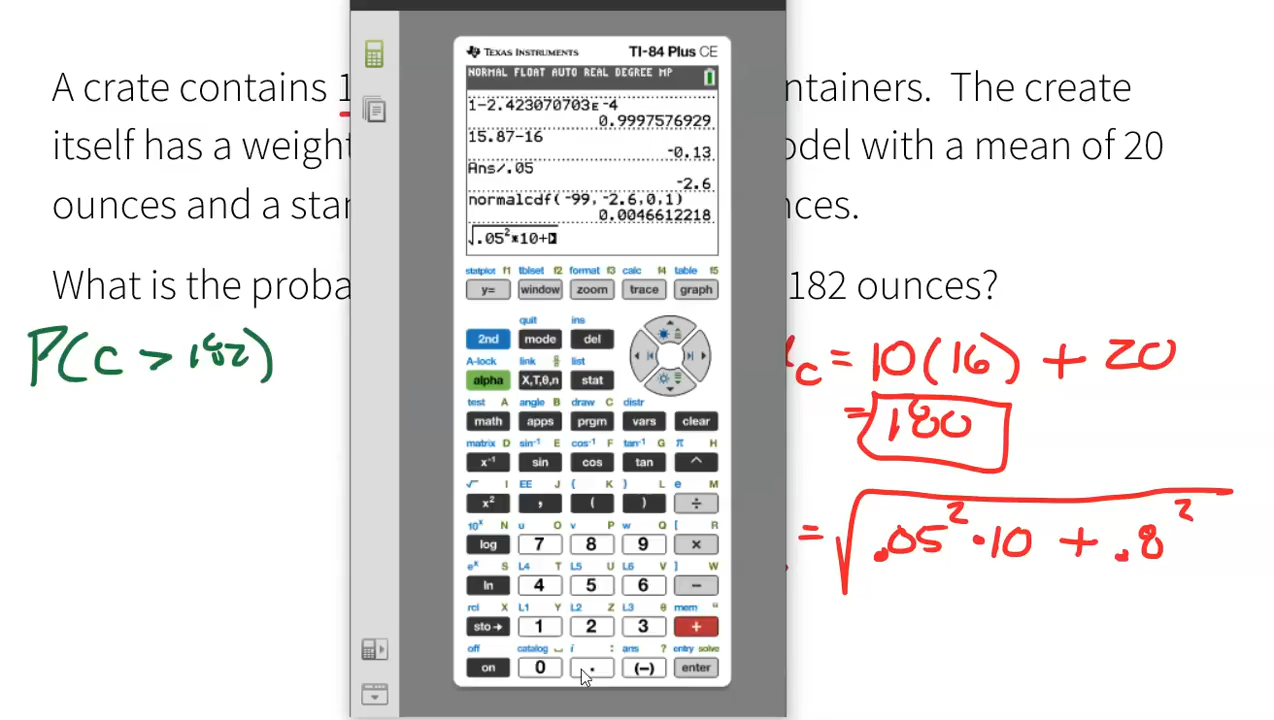 TEXAS INSTRUMENTS TI-84 Plus CE
NORMAL FLOAT AUTO REAL DEGREE MP
A crate contains 1 ntainers. The create
1-2.423070703E-4
0.9997576929
15.87-16
itself has a weight odel with a mean of 20
-0.13
Ans/.05
-2.6
normalcdf(-99,-2.6,0,1)
ounces and a star nces.
0.0046612218
√.05²*10+
What is the proba 182 ounces?
statplot f1 tblset f2 format f3 calc f4 table f5
y= window zoom trace graph
quit ins
2nd mode del
P(C > 182)
C = 10(16) + 20
A-lock link list
alpha X,T,θ,n stat
test A angle B draw C distr
math apps prgm vars clear
= 180
matrix D sin-1 E cos-1 F tan-1 G π H
x-1 sin cos tan ^
√ I EE J { K } L e M
x² , ( ) ÷
10x N u O v P w Q [ R
log 7 8 9 ×
= √.05²·10 + .8²
ex S L4 T L5 U L6 V ] W
ln 4 5 6 −
rcl X L1 Y L2 Z L3 θ mem "
sto→ 1 2 3 +
off catalog ⎵ i : ans ? entry solve
on 0 . (−) enter